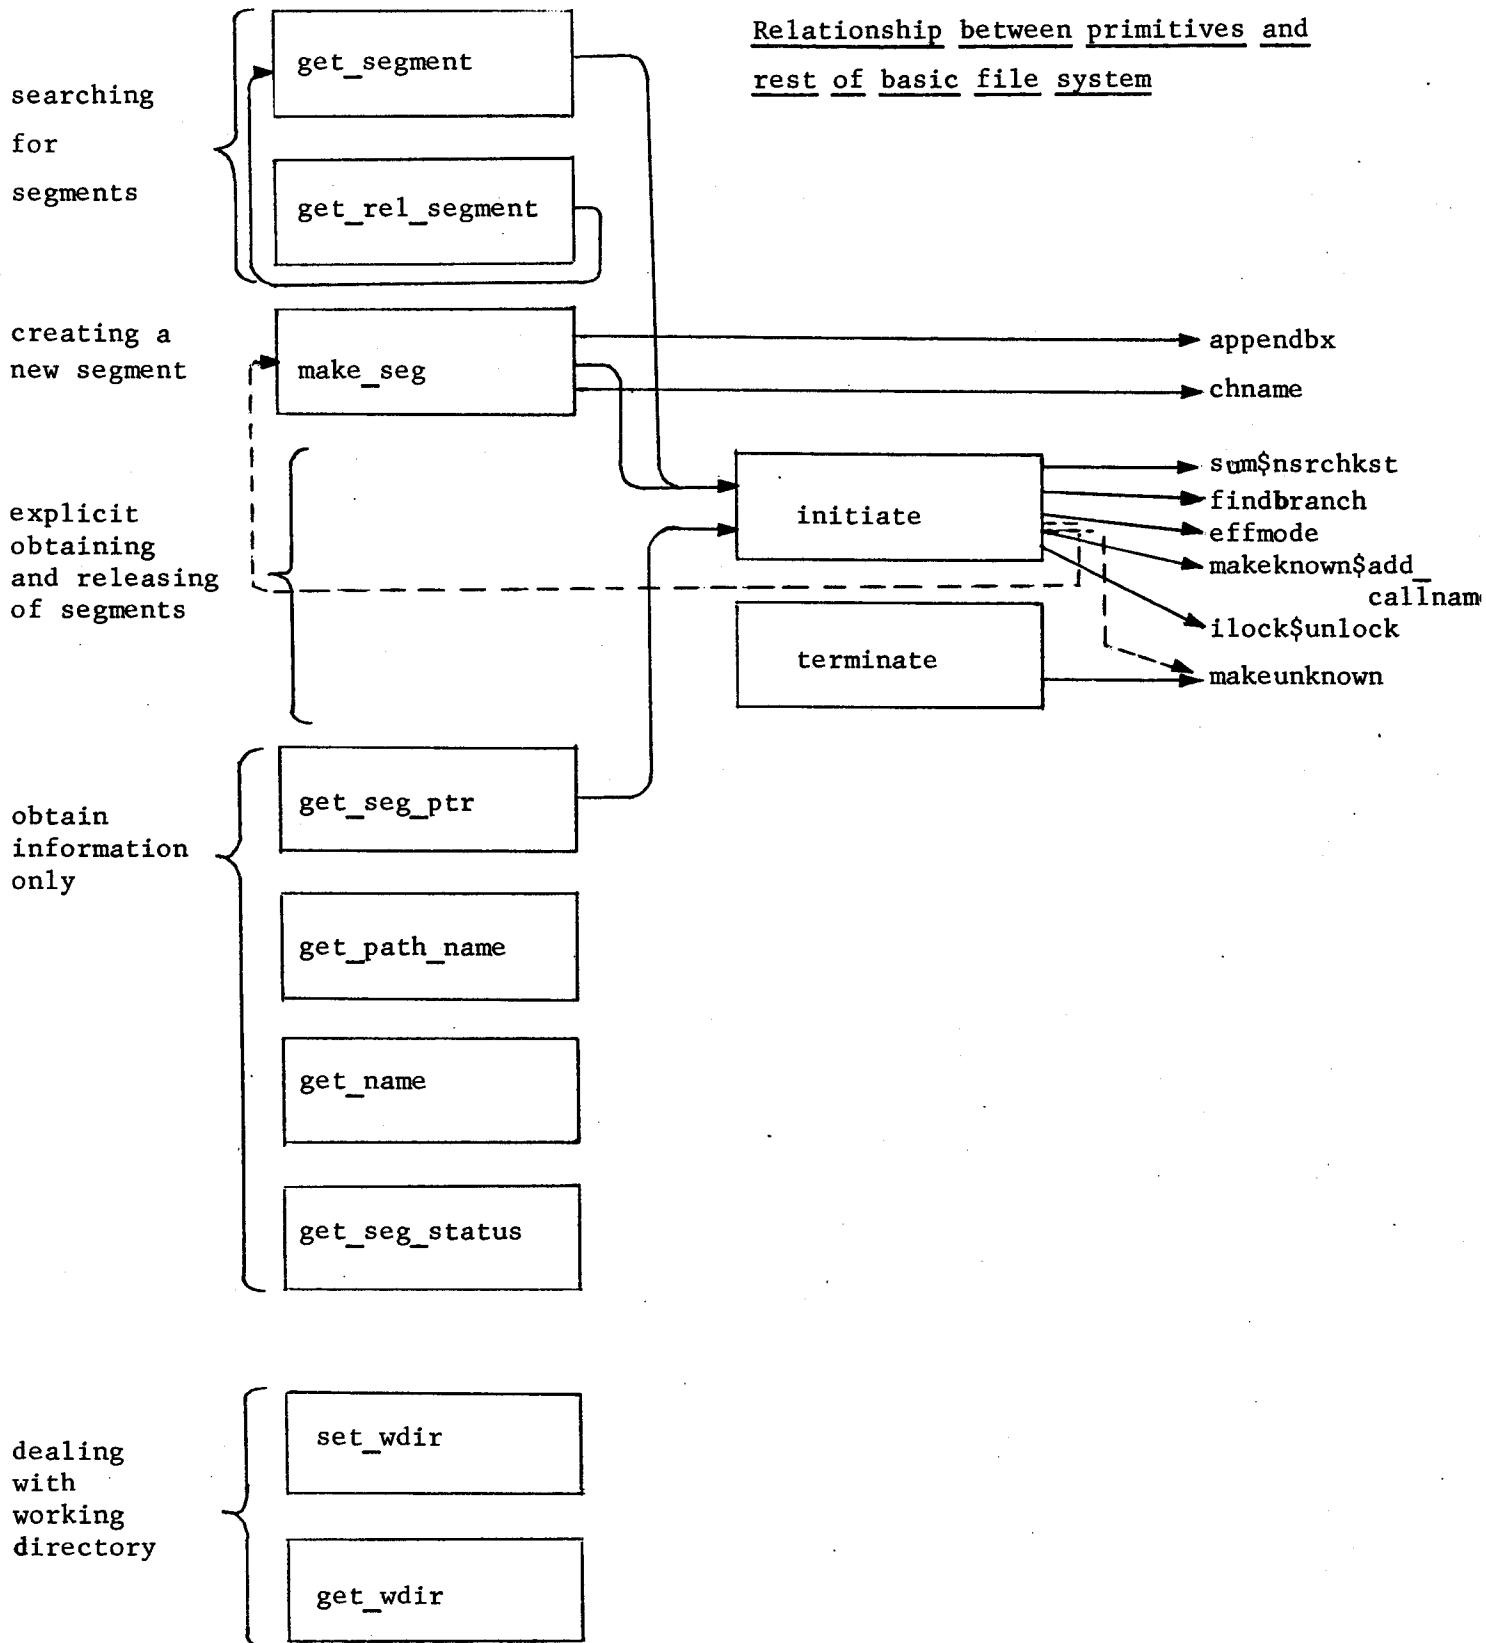 Relationship between primitives and
rest of basic file system
searching
for
segments
get_segment
get_rel_segment
creating a
new segment
make_seg
appendbx
chname
explicit
obtaining
and releasing
of segments
initiate
terminate
sum$nsrchkst
findbranch
effmode
makeknown$add_
callnam
ilock$unlock
makeunknown
obtain
information
only
get_seg_ptr
get_path_name
get_name
get_seg_status
dealing
with
working
directory
set_wdir
get_wdir